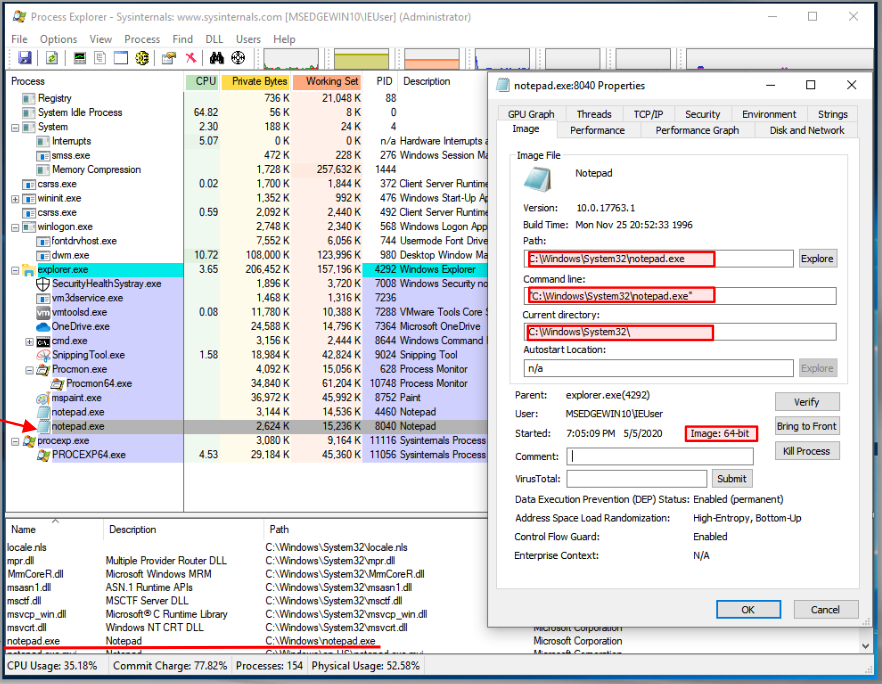 Process Explorer - Sysinternals: www.sysinternals.com [MSEDGEWIN10\IEUser] (Administrator)
File Options View Process Find DLL Users Help
Process CPU Private Bytes Working Set PID Description
Registry 736 K 21,048 K 88
System Idle Process 64.82 56 K 8 K 0
System 2.30 188 K 24 K 4
Interrupts 5.07 0 K 0 K n/a Hardware Interrupts a
smss.exe 472 K 228 K 276 Windows Session Ma
Memory Compression 1,728 K 257,632 K 1444
csrss.exe 0.02 1,700 K 1,844 K 372 Client Server Runtime
wininit.exe 1,352 K 992 K 476 Windows Start-Up Ap
csrss.exe 0.59 2,092 K 2,440 K 492 Client Server Runtime
winlogon.exe 2,748 K 2,340 K 568 Windows Logon App
fontdrvhost.exe 7,552 K 6,056 K 744 Usermode Font Drive
dwm.exe 10.72 108,000 K 123,996 K 980 Desktop Window Ma
explorer.exe 3.65 206,452 K 157,196 K 4292 Windows Explorer
SecurityHealthSystray.exe 1,896 K 3,720 K 7008 Windows Security no
vm3dservice.exe 1,468 K 1,316 K 7236
vmtoolsd.exe 0.08 11,780 K 10,388 K 7288 VMware Tools Core S
OneDrive.exe 24,588 K 14,796 K 7364 Microsoft OneDrive
cmd.exe 3,156 K 2,444 K 8644 Windows Command P
SnippingTool.exe 1.58 18,984 K 42,824 K 9024 Snipping Tool
Procmon.exe 4,092 K 15,056 K 628 Process Monitor
Procmon64.exe 34,840 K 61,204 K 10748 Process Monitor
mspaint.exe 36,972 K 45,992 K 8752 Paint
notepad.exe 3,144 K 14,536 K 4460 Notepad
notepad.exe 2,624 K 15,236 K 8040 Notepad
procexp.exe 3,080 K 9,164 K 11116 Sysinternals Process
PROCEXP64.exe 4.53 29,184 K 45,360 K 11056 Sysinternals Process
notepad.exe:8040 Properties
GPU Graph Threads TCP/IP Security Environment Strings
Image Performance Performance Graph Disk and Network
Image File
Notepad
Version: 10.0.17763.1
Build Time: Mon Nov 25 20:52:33 1996
Path:
C:\Windows\System32\notepad.exe Explore
Command line:
"C:\Windows\System32\notepad.exe"
Current directory:
C:\Windows\System32\
Autostart Location:
n/a Explore
Parent: explorer.exe(4292) Verify
User: MSEDGEWIN10\IEUser
Bring to Front
Started: 7:05:09 PM 5/5/2020 Image: 64-bit
Comment: Kill Process
VirusTotal: Submit
Data Execution Prevention (DEP) Status: Enabled (permanent)
Address Space Load Randomization: High-Entropy, Bottom-Up
Control Flow Guard: Enabled
Enterprise Context: N/A
OK Cancel
Name Description Path
locale.nls C:\Windows\System32\locale.nls
mpr.dll Multiple Provider Router DLL C:\Windows\System32\mpr.dll
MrmCoreR.dll Microsoft Windows MRM C:\Windows\System32\MrmCoreR.dll
msasn1.dll ASN.1 Runtime APIs C:\Windows\System32\msasn1.dll
msctf.dll MSCTF Server DLL C:\Windows\System32\msctf.dll
msvcp_win.dll Microsoft® C Runtime Library C:\Windows\System32\msvcp_win.dll
msvcrt.dll Windows NT CRT DLL C:\Windows\System32\msvcrt.dll Microsoft Corporation
notepad.exe Notepad C:\Windows\notepad.exe Microsoft Corporation
CPU Usage: 35.18% Commit Charge: 77.82% Processes: 154 Physical Usage: 52.58%